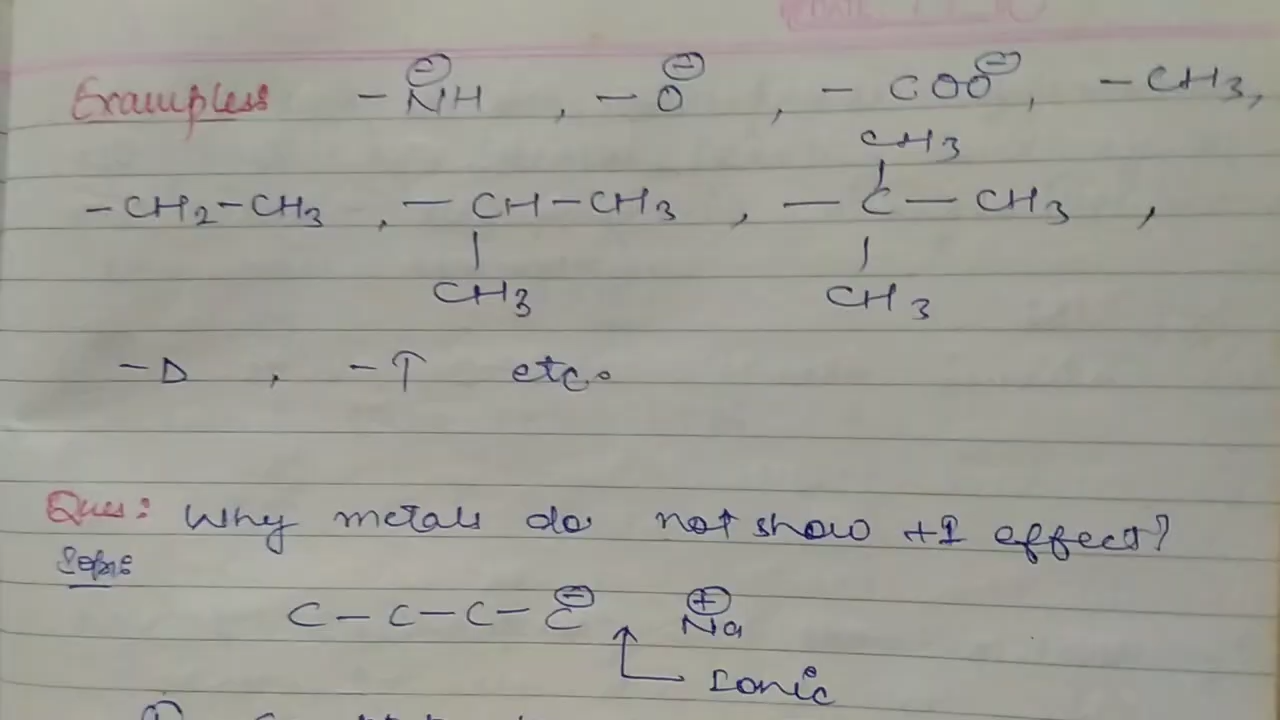 Examples -N⊖H , -O⊖ , -COO⊖, -CH3,
CH3
|
-CH2-CH3 , -CH-CH3 , -C-CH3 ,
| |
CH3 CH3
-D , -T etc.
Ques: Why metals do not show +I effect?
Soln:
C-C-C-C⊖ Na⊕
Ionic